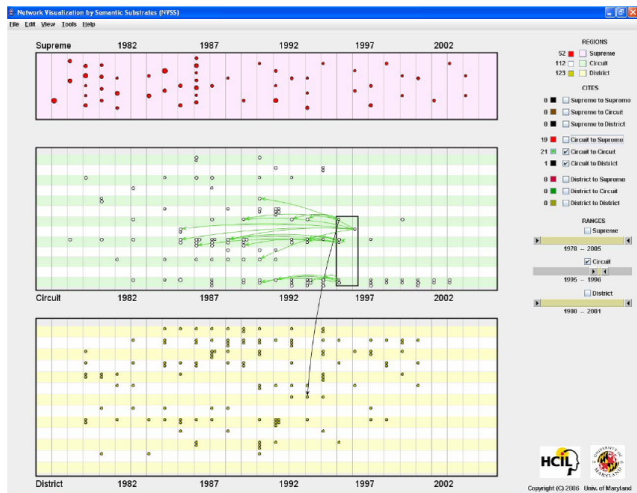 Network Visualization by Semantic Substrates (NVSS)
File Edit View Tools Help
Supreme 1982 1987 1992 1997 2002
Circuit 1982 1987 1992 1997 2002
District 1982 1987 1992 1997 2002
REGIONS
52 Supreme
112 Circuit
123 District
CITES
0 Supreme to Supreme
0 Supreme to Circuit
0 Supreme to District
19 Circuit to Supreme
21 Circuit to Circuit
1 Circuit to District
0 District to Supreme
0 District to Circuit
0 District to District
RANGES
Supreme
1978 -- 2005
Circuit
1995 -- 1996
District
1980 -- 2001
HCIL
UNIVERSITY OF MARYLAND
Copyright (C) 2006 Univ. of Maryland